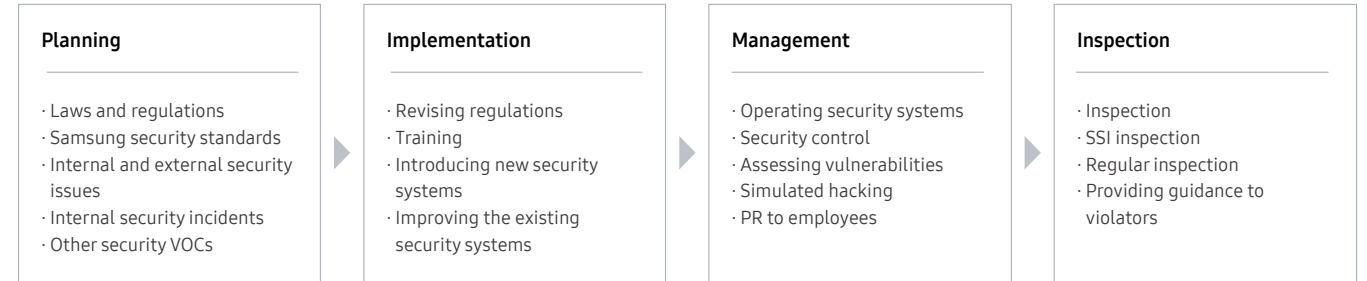 Planning
· Laws and regulations
· Samsung security standards
· Internal and external security
issues
· Internal security incidents
· Other security VOCs
Implementation
· Revising regulations
· Training
· Introducing new security
systems
· Improving the existing
security systems
Management
· Operating security systems
· Security control
· Assessing vulnerabilities
· Simulated hacking
· PR to employees
Inspection
· Inspection
· SSI inspection
· Regular inspection
· Providing guidance to
violators